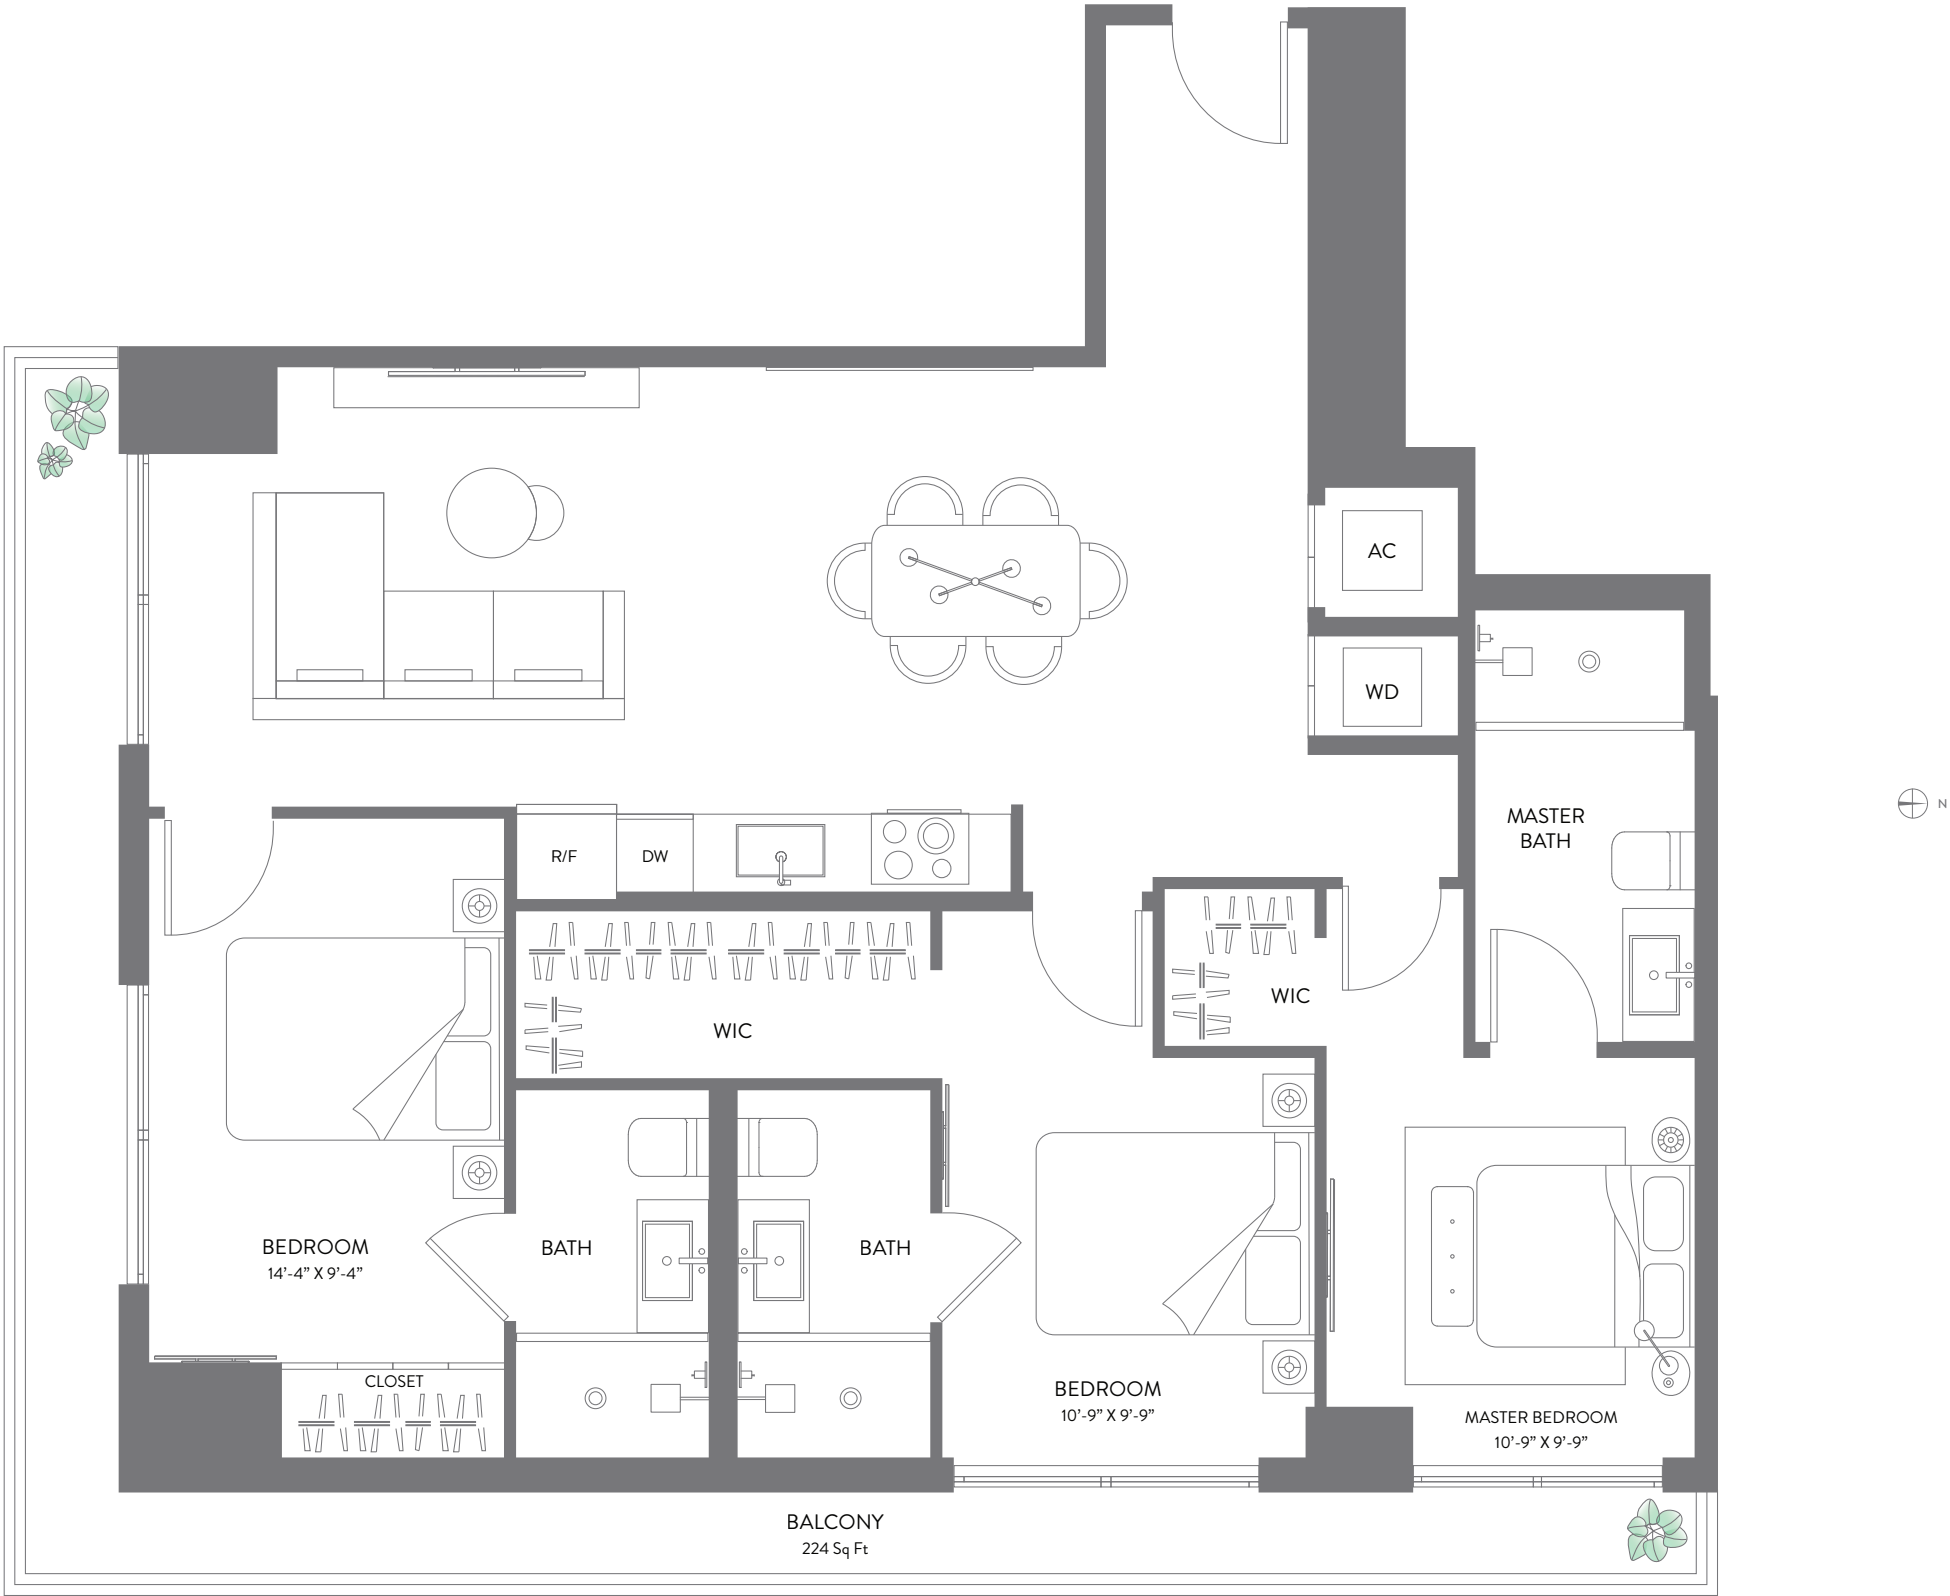 AC
WD
N
MASTER
BATH
R/F
DW
WIC
WIC
BEDROOM
14’-4” X 9’-4”
BATH
BATH
CLOSET
BEDROOM
10’-9” X 9’-9”
MASTER BEDROOM
10’-9” X 9’-9”
BALCONY
224 Sq Ft